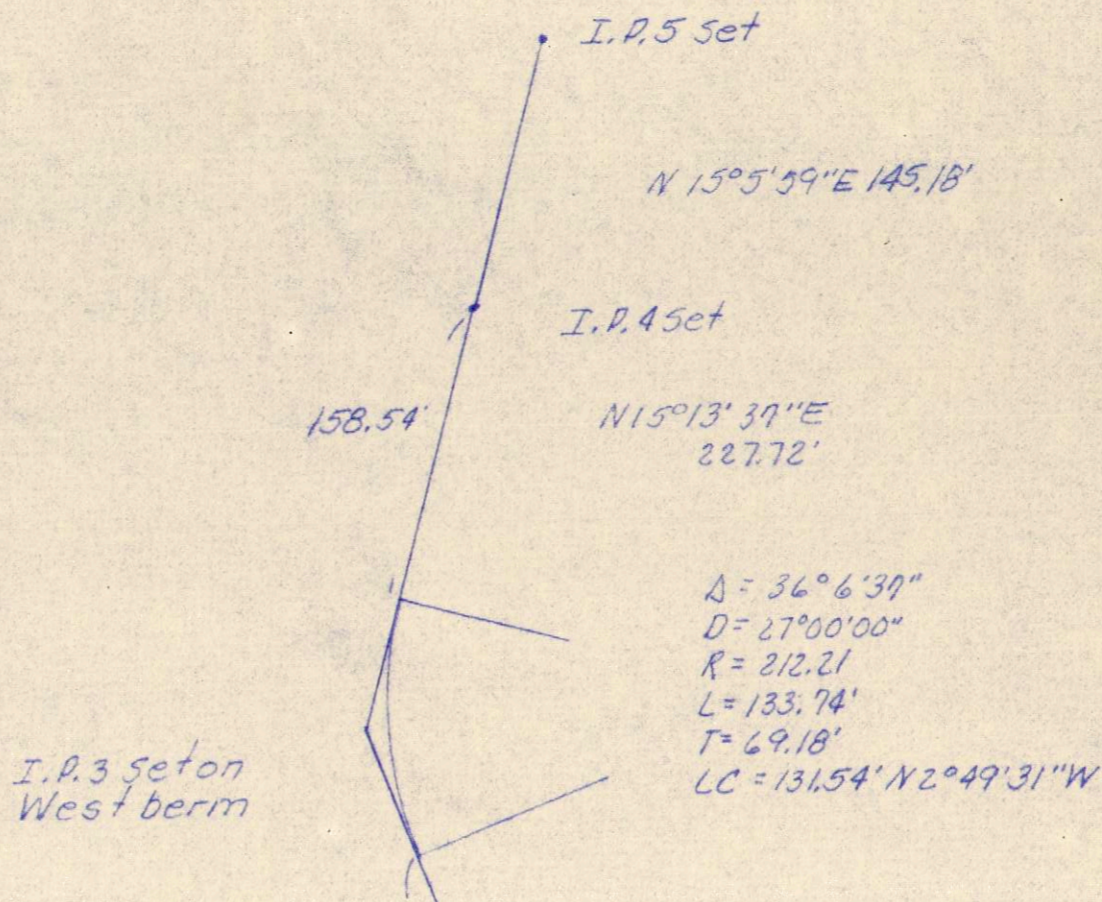 I.P.5 set
N 15°5'59"E 145.18'
I.P.4 set
158.54'
N15°13'37"E
227.72'
Δ = 36°6'37"
D = 27°00'00"
R = 212.21
L = 133.74'
T = 69.18'
LC = 131.54' N2°49'31"W
I.P.3 set on
West berm